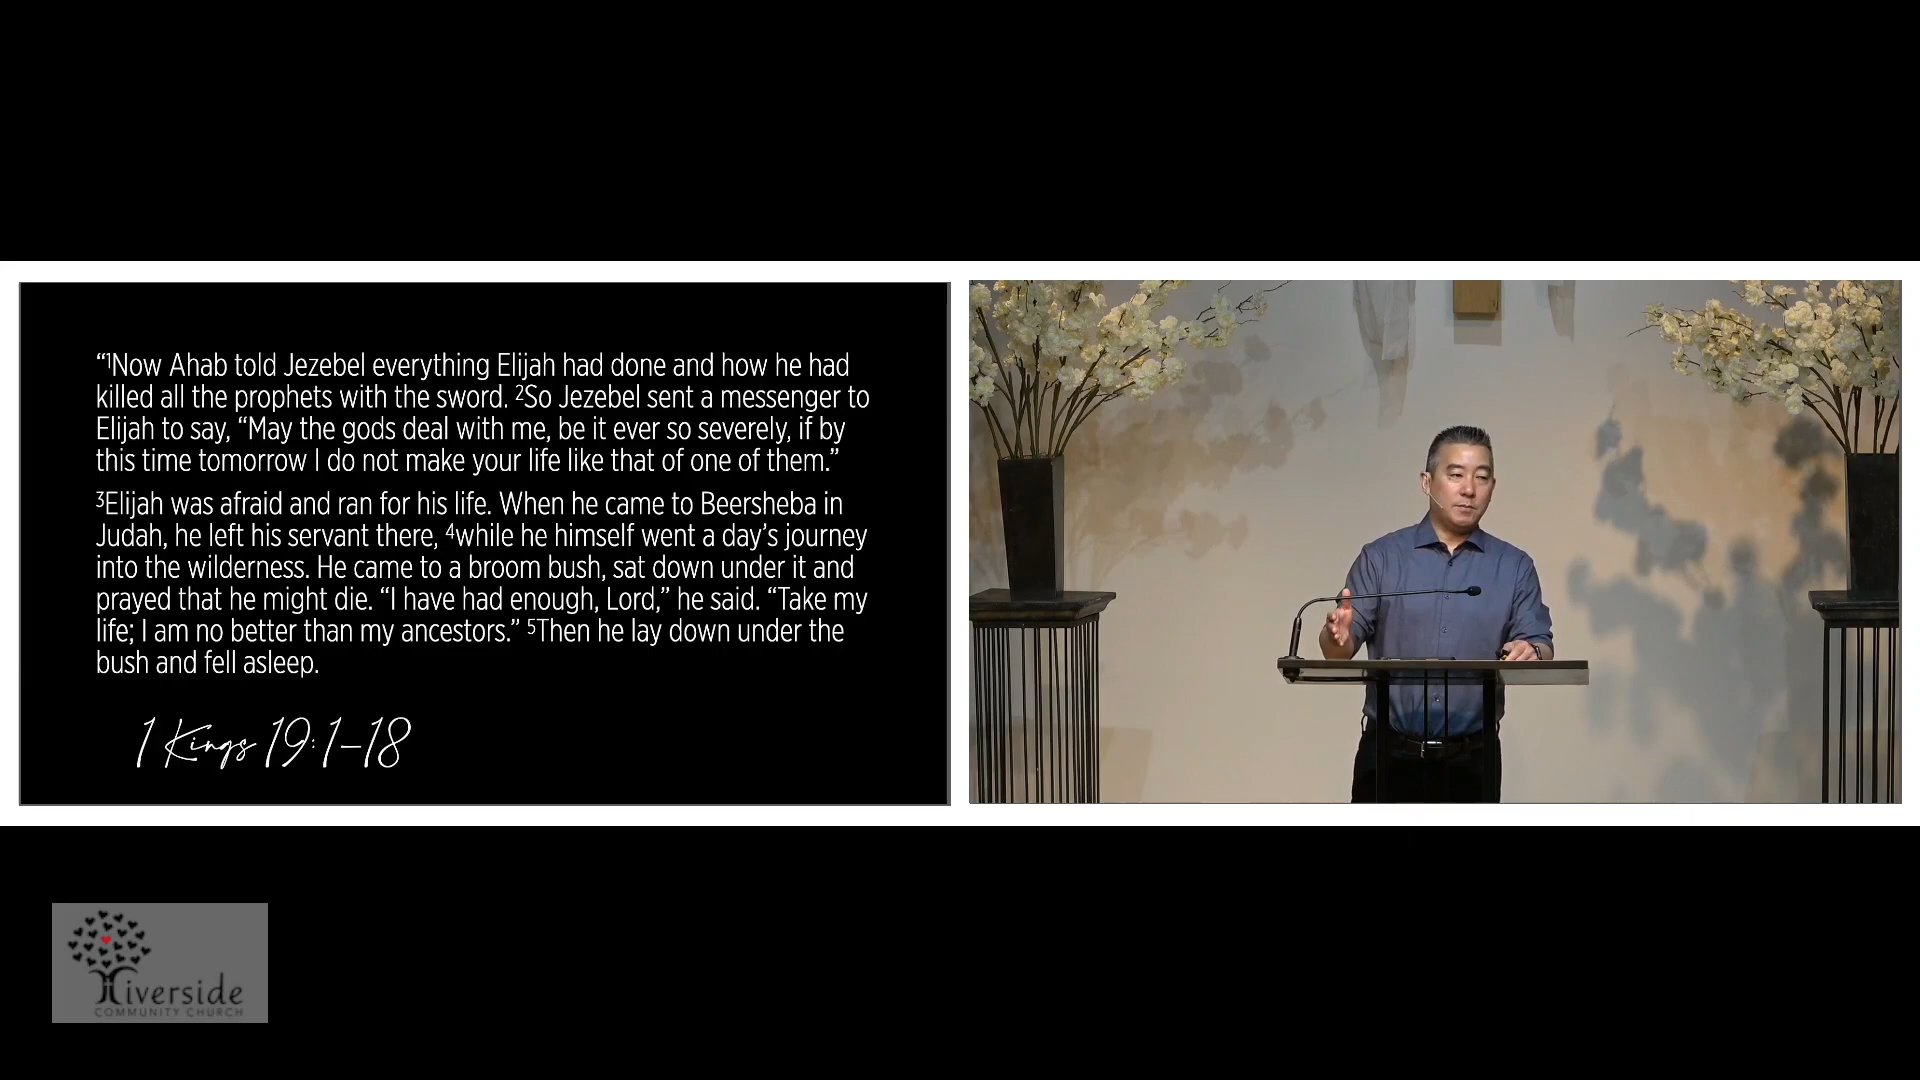 “¹Now Ahab told Jezebel everything Elijah had done and how he had
killed all the prophets with the sword. ²So Jezebel sent a messenger to
Elijah to say, “May the gods deal with me, be it ever so severely, if by
this time tomorrow I do not make your life like that of one of them.”
³Elijah was afraid and ran for his life. When he came to Beersheba in
Judah, he left his servant there, ⁴while he himself went a day’s journey
into the wilderness. He came to a broom bush, sat down under it and
prayed that he might die. “I have had enough, Lord,” he said. “Take my
life; I am no better than my ancestors.” ⁵Then he lay down under the
bush and fell asleep.
1 Kings 19:1–18
Riverside
COMMUNITY CHURCH